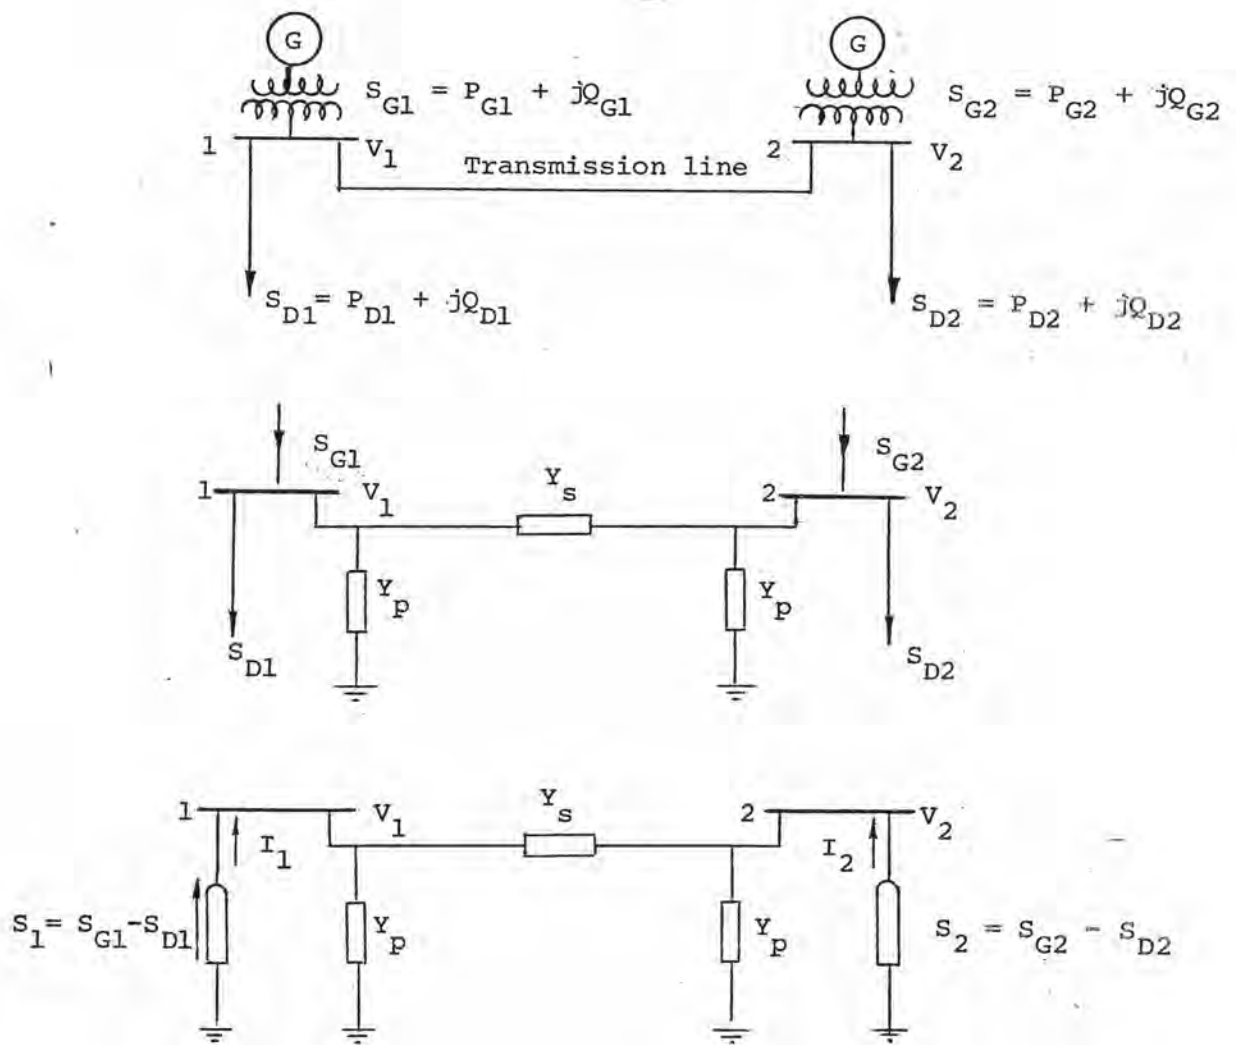 G
G
S_G1 = P_G1 + jQ_G1
S_G2 = P_G2 + jQ_G2
1
V_1
Transmission line
2
V_2
S_D1 = P_D1 + jQ_D1
S_D2 = P_D2 + jQ_D2
S_G1
S_G2
1
V_1
Y_s
2
V_2
Y_p
Y_p
S_D1
S_D2
1
V_1
Y_s
2
V_2
I_1
I_2
S_1 = S_G1 - S_D1
Y_p
Y_p
S_2 = S_G2 - S_D2